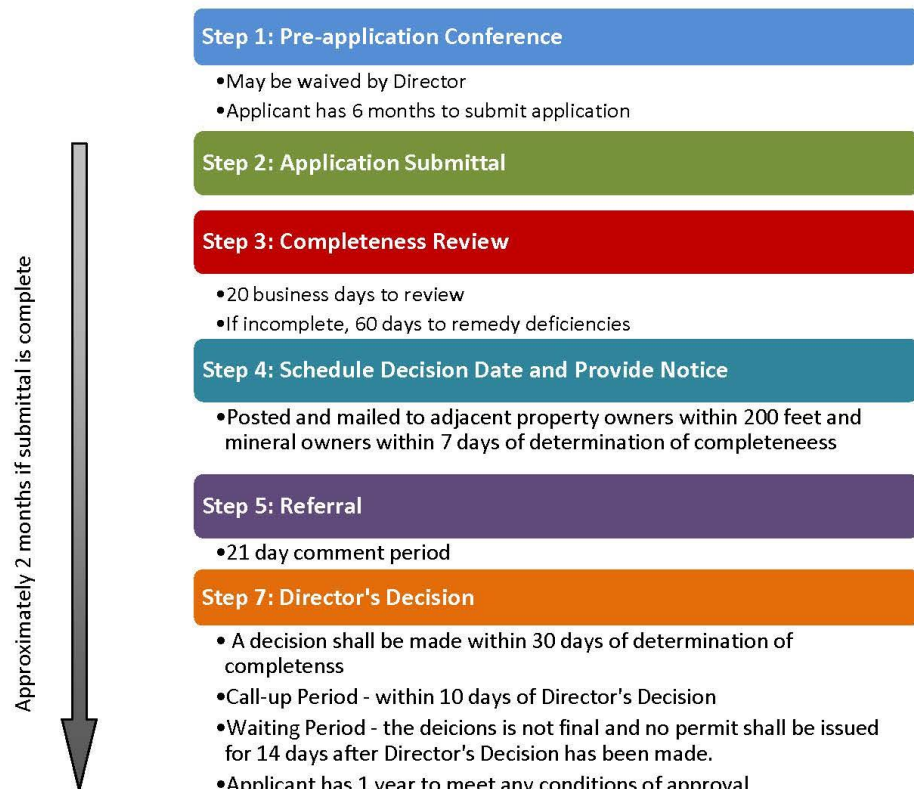 Step 1: Pre-application Conference
•May be waived by Director
•Applicant has 6 months to submit application
Step 2: Application Submittal
Step 3: Completeness Review
•20 business days to review
•If incomplete, 60 days to remedy deficiencies
Step 4: Schedule Decision Date and Provide Notice
•Posted and mailed to adjacent property owners within 200 feet and
mineral owners within 7 days of determination of completeneess
Step 5: Referral
•21 day comment period
Step 7: Director's Decision
• A decision shall be made within 30 days of determination of
completenss
•Call-up Period - within 10 days of Director's Decision
•Waiting Period - the deicions is not final and no permit shall be issued
for 14 days after Director's Decision has been made.
•Applicant has 1 year to meet any conditions of approval
Approximately 2 months if submittal is complete